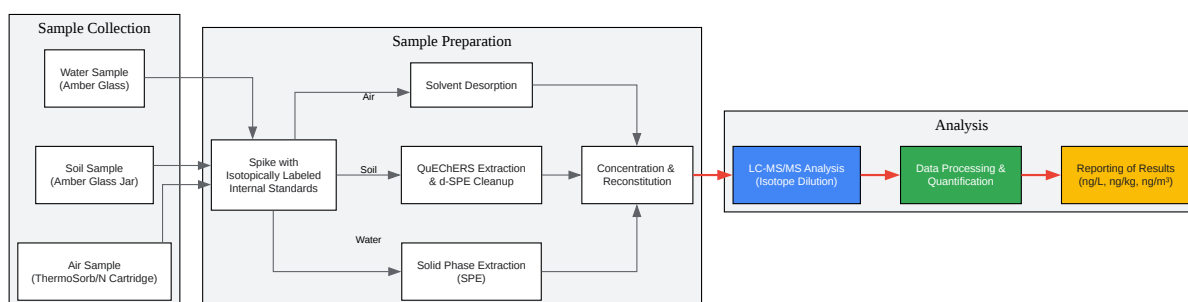 Sample Collection
Water Sample
(Amber Glass)
Soil Sample
(Amber Glass Jar)
Air Sample
(ThermoSorb/N Cartridge)
Sample Preparation
Spike with
Isotopically Labeled
Internal Standards
Air
Soil
Water
Solvent Desorption
QuEChERS Extraction
& d-SPE Cleanup
Solid Phase Extraction
(SPE)
Concentration &
Reconstitution
Analysis
LC-MS/MS Analysis
(Isotope Dilution)
Data Processing &
Quantification
Reporting of Results
(ng/L, ng/kg, ng/m³)